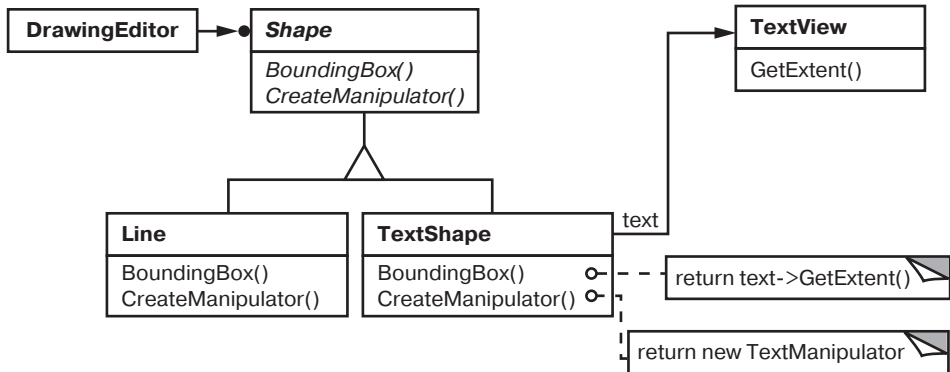 DrawingEditor
Shape
BoundingBox()
CreateManipulator()
TextView
GetExtent()
Line
BoundingBox()
CreateManipulator()
TextShape
BoundingBox()
CreateManipulator()
text
return text->GetExtent()
return new TextManipulator